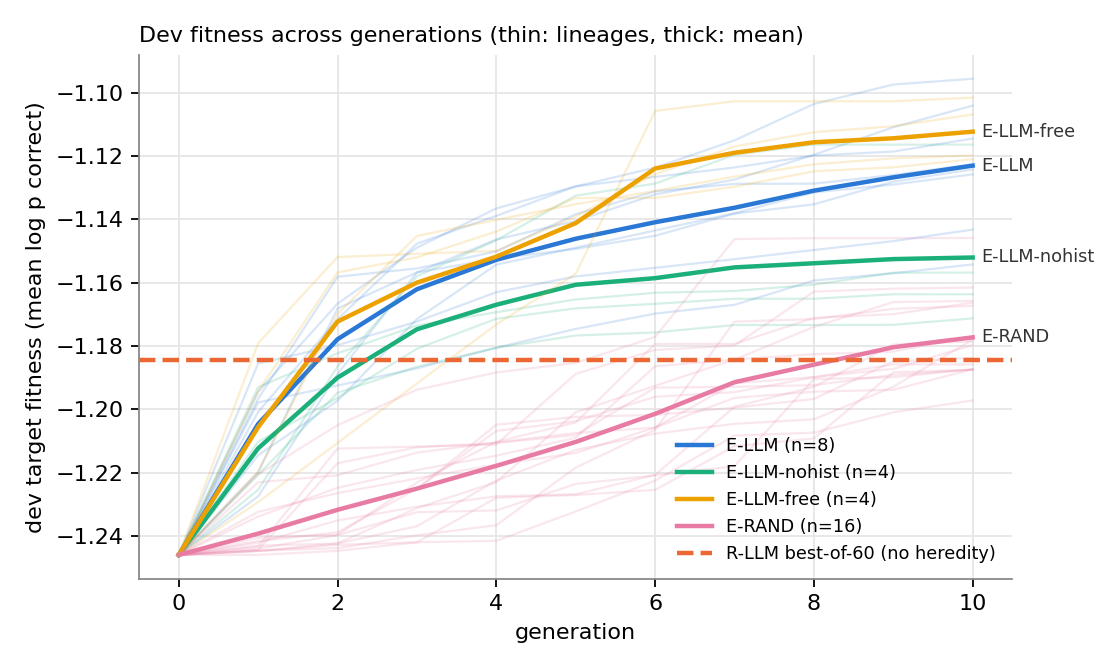 Dev fitness across generations (thin: lineages, thick: mean)
dev target fitness (mean log p correct)
−1.10
−1.12
−1.14
−1.16
−1.18
−1.20
−1.22
−1.24
E-LLM-free
E-LLM
E-LLM-nohist
E-RAND
E-LLM (n=8)
E-LLM-nohist (n=4)
E-LLM-free (n=4)
E-RAND (n=16)
R-LLM best-of-60 (no heredity)
0 2 4 6 8 10
generation